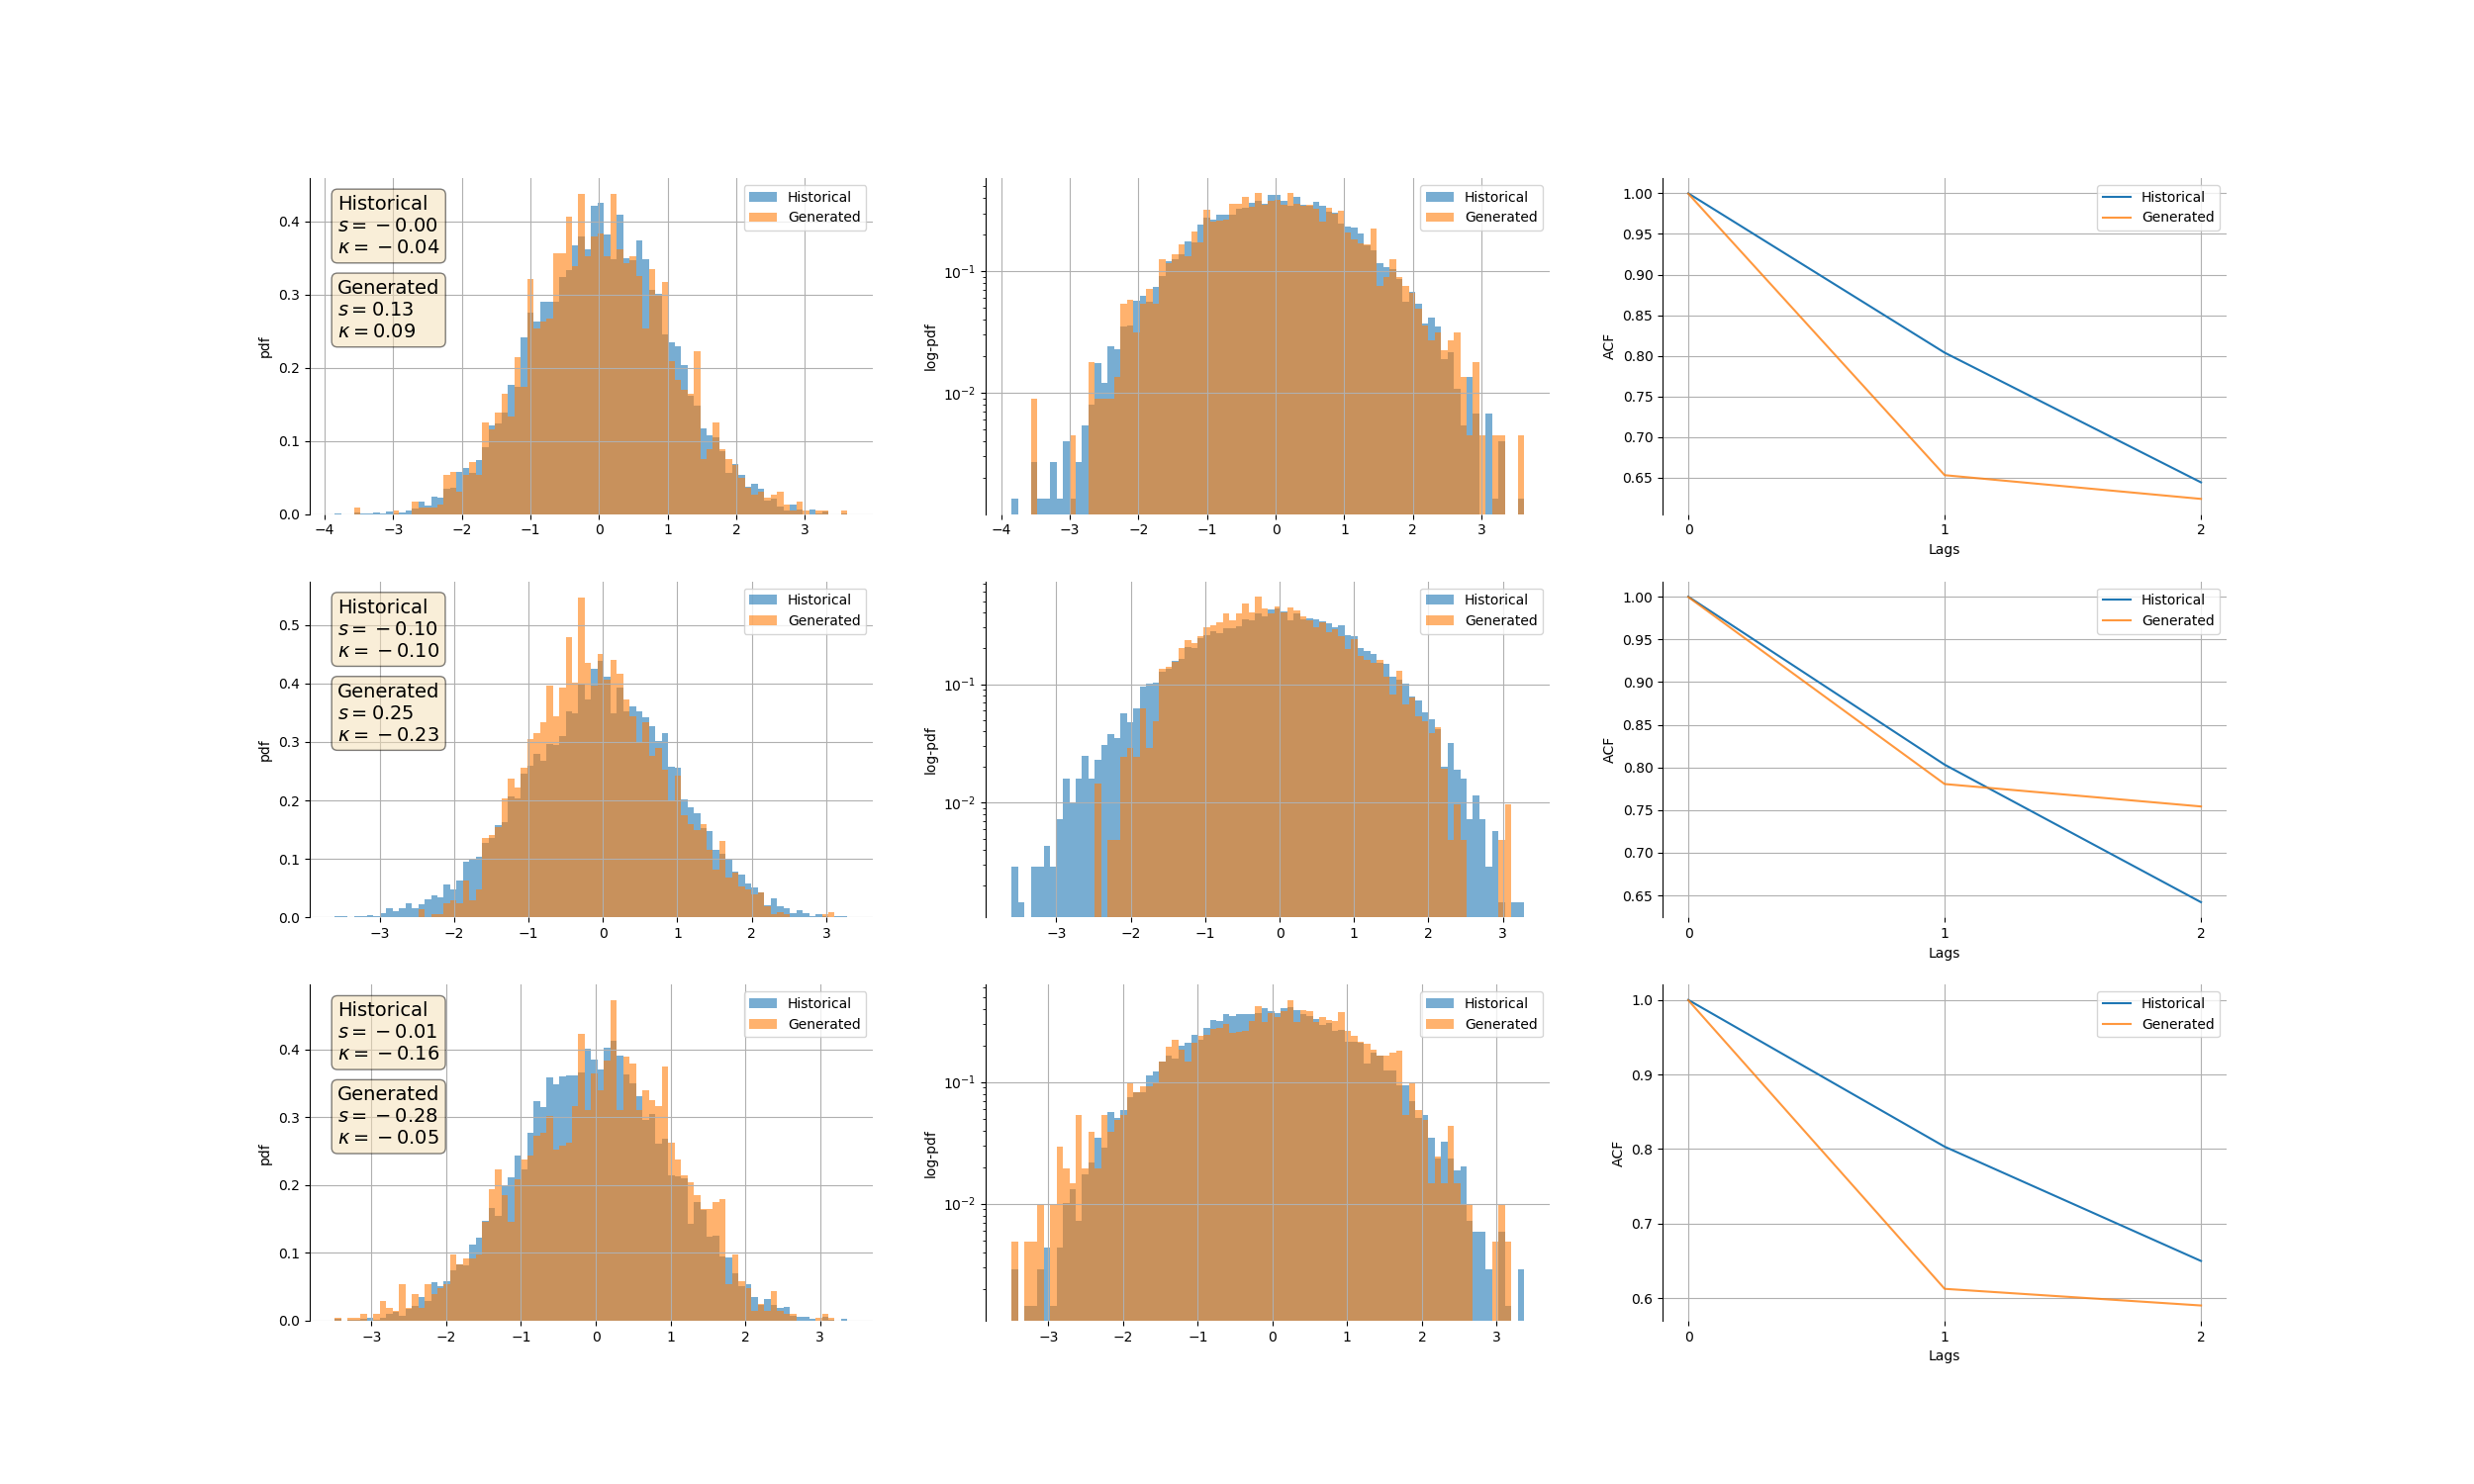 Historical
s = −0.00
κ = −0.04
Generated
s = 0.13
κ = 0.09
Historical
Generated
pdf
0.4
0.3
0.2
0.1
0.0
−4 −3 −2 −1 0 1 2 3
Historical
Generated
log-pdf
10⁻¹
10⁻²
−4 −3 −2 −1 0 1 2 3
Historical
Generated
ACF
1.00
0.95
0.90
0.85
0.80
0.75
0.70
0.65
0 1 2
Lags
Historical
s = −0.10
κ = −0.10
Generated
s = 0.25
κ = −0.23
Historical
Generated
pdf
0.5
0.4
0.3
0.2
0.1
0.0
−3 −2 −1 0 1 2 3
Historical
Generated
log-pdf
10⁻¹
10⁻²
−3 −2 −1 0 1 2 3
Historical
Generated
ACF
1.00
0.95
0.90
0.85
0.80
0.75
0.70
0.65
0 1 2
Lags
Historical
s = −0.01
κ = −0.16
Generated
s = −0.28
κ = −0.05
Historical
Generated
pdf
0.4
0.3
0.2
0.1
0.0
−3 −2 −1 0 1 2 3
Historical
Generated
log-pdf
10⁻¹
10⁻²
−3 −2 −1 0 1 2 3
Historical
Generated
ACF
1.0
0.9
0.8
0.7
0.6
0 1 2
Lags